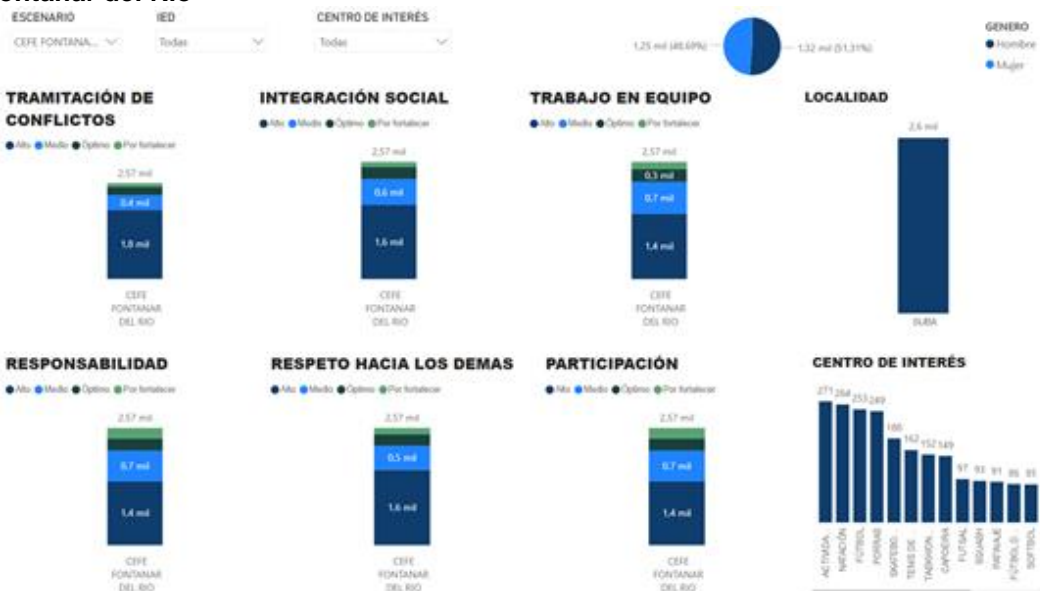 ontanar del Rio
ESCENARIO IED CENTRO DE INTERÉS
CEFE FONTANA... Todas Todas
1,25 mil (48,69%) 1,32 mil (51,31%)
GENERO
Hombre
Mujer
TRAMITACIÓN DE CONFLICTOS
Alto Medio Óptimo Por fortalecer
2,57 mil
0,4 mil
1,8 mil
CEFE
FONTANAR
DEL RIO
INTEGRACIÓN SOCIAL
Alto Medio Óptimo Por fortalecer
2,57 mil
0,6 mil
1,6 mil
CEFE
FONTANAR
DEL RIO
TRABAJO EN EQUIPO
Alto Medio Óptimo Por fortalecer
2,57 mil
0,3 mil
0,7 mil
1,4 mil
CEFE
FONTANAR
DEL RIO
LOCALIDAD
2,6 mil
SUBA
RESPONSABILIDAD
Alto Medio Óptimo Por fortalecer
2,57 mil
0,7 mil
1,4 mil
CEFE
FONTANAR
DEL RIO
RESPETO HACIA LOS DEMAS
Alto Medio Óptimo Por fortalecer
2,57 mil
0,5 mil
1,6 mil
CEFE
FONTANAR
DEL RIO
PARTICIPACIÓN
Alto Medio Óptimo Por fortalecer
2,57 mil
0,7 mil
1,4 mil
CEFE
FONTANAR
DEL RIO
CENTRO DE INTERÉS
271 264 253 249 188 162 152 149 97 93 91 86 85
ACTIVIDA... NATACIÓN FÚTBOL PORRAS SKATEBO... TENIS DE ... TAEKWON... CAPOEIRA FUTSAL SQUASH PATINAJE FÚTBOL D... SOFTBOL